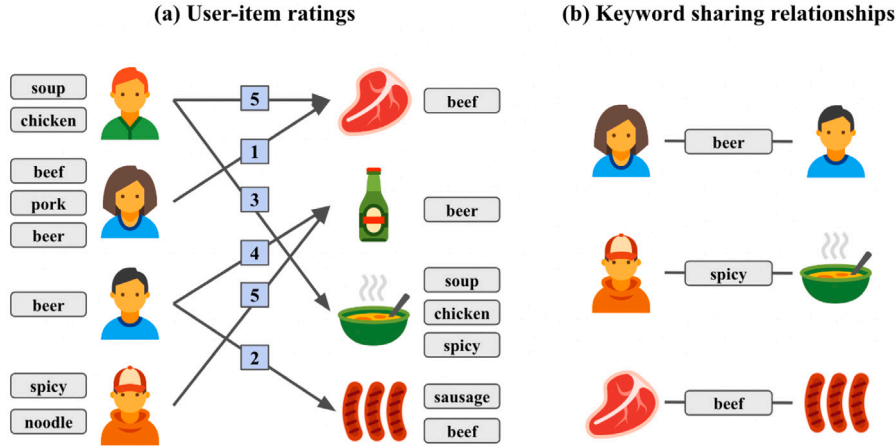 (a) User-item ratings
(b) Keyword sharing relationships
soup
chicken
beef
pork
beer
beer
spicy
noodle
5
1
3
4
5
2
beef
beer
soup
chicken
spicy
sausage
beef
beer
spicy
beef